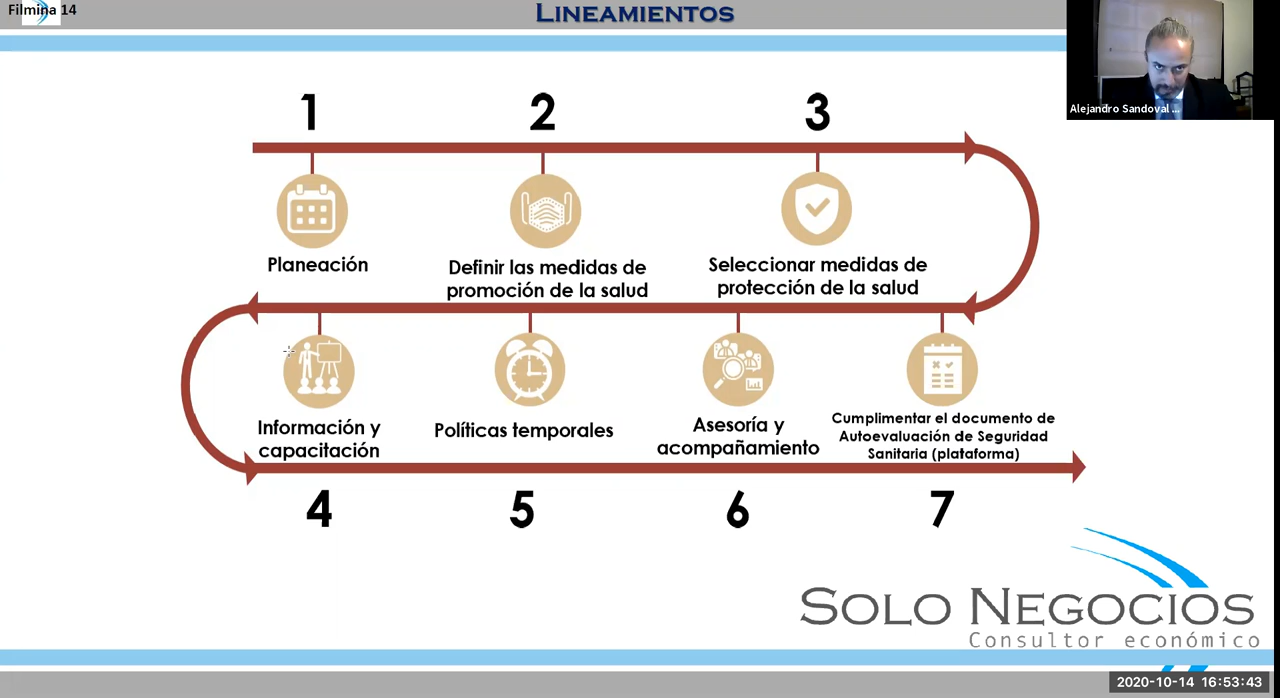 Filmina 14
LINEAMIENTOS
Alejandro Sandoval ...
1
2
3
Planeación
Definir las medidas de
promoción de la salud
Seleccionar medidas de
protección de la salud
Información y
capacitación
Políticas temporales
Asesoría y
acompañamiento
Cumplimentar el documento de
Autoevaluación de Seguridad
Sanitaria (plataforma)
4
5
6
7
SOLO NEGOCIOS
Consultor económico
2020-10-14 16:53:43